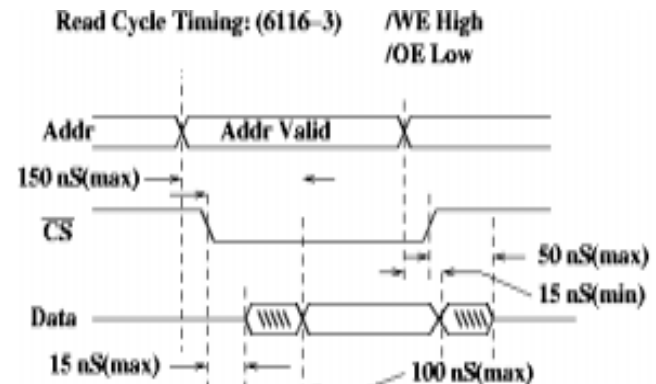 Read Cycle Timing: (6116-3) /WE High
/OE Low
Addr Addr Valid
150 nS(max)
CS
50 nS(max)
15 nS(min)
Data
15 nS(max)
100 nS(max)